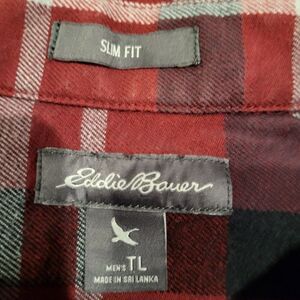 SLIM FIT
Eddie Bauer
MEN'S TL
MADE IN SRI LANKA